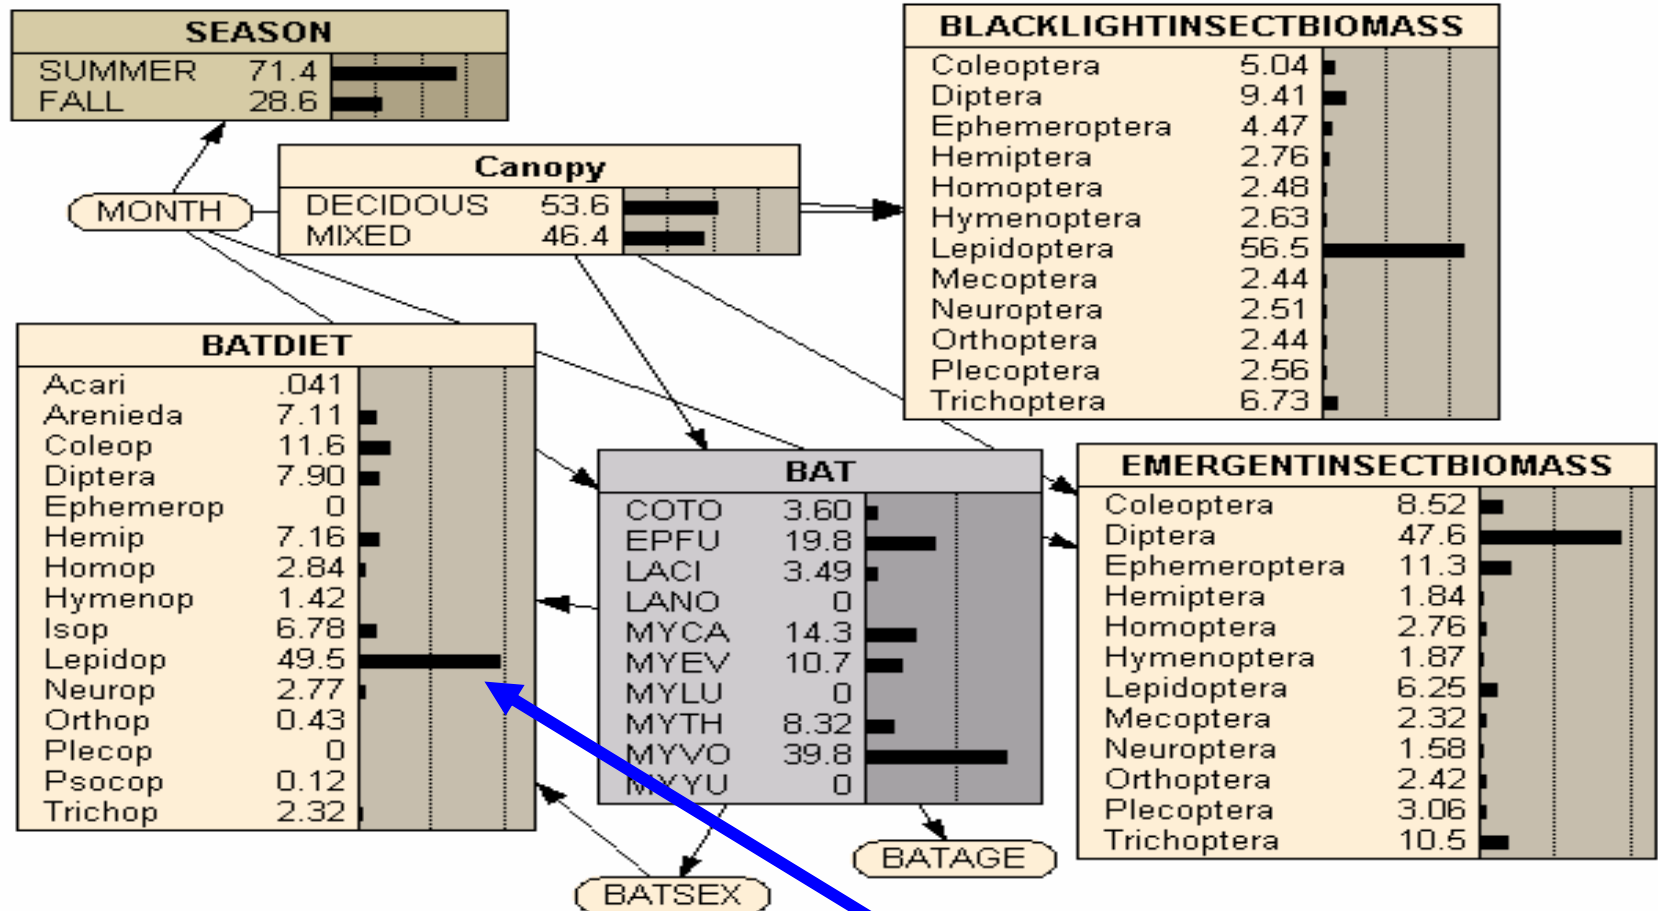 SEASON
SUMMER 71.4
FALL 28.6
MONTH
Canopy
DECIDOUS 53.6
MIXED 46.4
BLACKLIGHTINSECTBIOMASS
Coleoptera 5.04
Diptera 9.41
Ephemeroptera 4.47
Hemiptera 2.76
Homoptera 2.48
Hymenoptera 2.63
Lepidoptera 56.5
Mecoptera 2.44
Neuroptera 2.51
Orthoptera 2.44
Plecoptera 2.56
Trichoptera 6.73
BATDIET
Acari .041
Arenieda 7.11
Coleop 11.6
Diptera 7.90
Ephemerop 0
Hemip 7.16
Homop 2.84
Hymenop 1.42
Isop 6.78
Lepidop 49.5
Neurop 2.77
Orthop 0.43
Plecop 0
Psocop 0.12
Trichop 2.32
BAT
COTO 3.60
EPFU 19.8
LACI 3.49
LANO 0
MYCA 14.3
MYEV 10.7
MYLU 0
MYTH 8.32
MYVO 39.8
MYYU 0
EMERGENTINSECTBIOMASS
Coleoptera 8.52
Diptera 47.6
Ephemeroptera 11.3
Hemiptera 1.84
Homoptera 2.76
Hymenoptera 1.87
Lepidoptera 6.25
Mecoptera 2.32
Neuroptera 1.58
Orthoptera 2.42
Plecoptera 3.06
Trichoptera 10.5
BATAGE
BATSEX